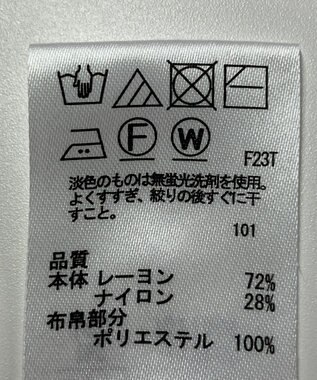 F W F23T
淡色のものは無蛍光洗剤を使用。
よくすすぎ、絞りの後すぐに干
すこと。
101
品質
本体 レーヨン 72%
ナイロン 28%
布帛部分
ポリエステル 100%